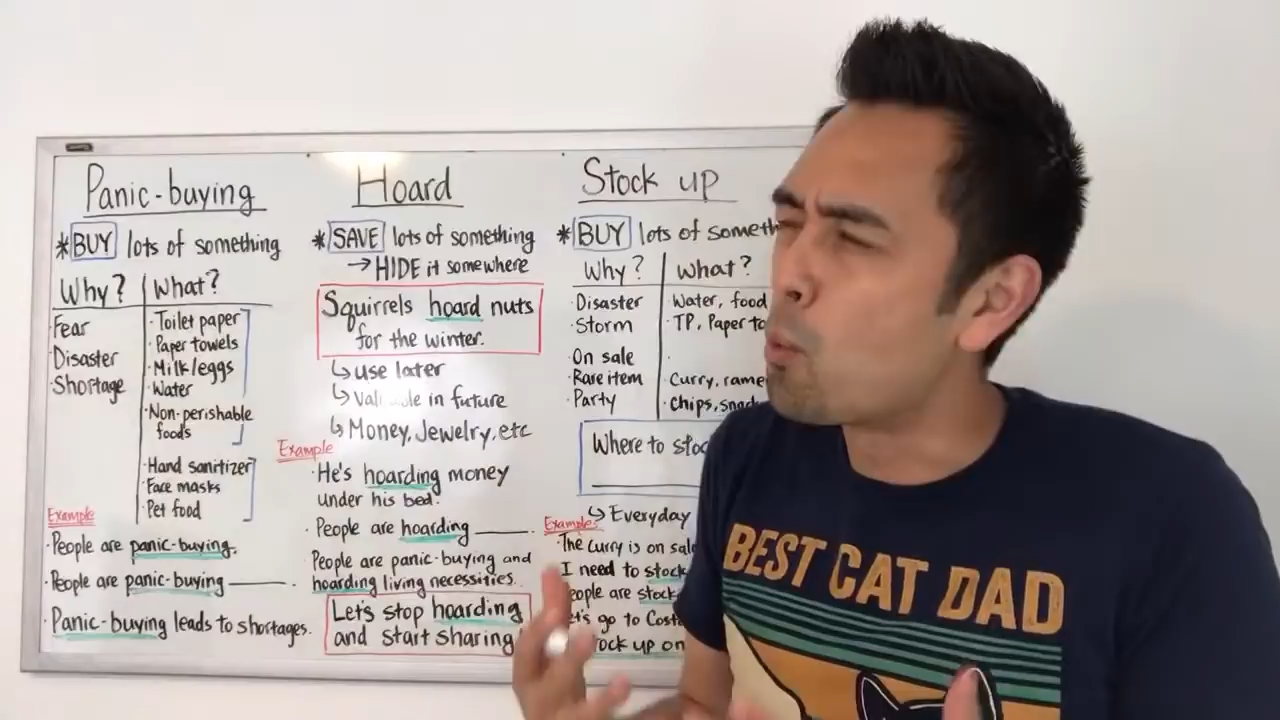 Panic-buying
*BUY lots of something
Why? What?
Fear
Disaster
Shortage
·Toilet paper
·Paper towels
·Milk/eggs
·Water
·Non-perishable
foods
·Hand sanitizer
·Face masks
·Pet food
Example
·People are panic-buying.
·People are panic-buying ______.
·Panic-buying leads to shortages.
Hoard
*SAVE lots of something
→HIDE it somewhere
Squirrels hoard nuts
for the winter.
↳use later
↳ in future
↳Money, Jewelry, etc
Example
·He's hoarding money
under his bed.
·People are hoarding ______.
People are panic-buying and
hoarding living necessities.
Let's stop hoarding
and start sharing!
Stock up
*BUY lots of someth
Why? What?
·Disaster
·Storm
·On sale
·Rare item
·Party
·Water, food
·TP, Paper to
·
·Curry, rame
·chips, snac
Where to stoc
↳Everyday
Examples
·The curry is on sal
I need to stock
eople are stock
et's go to Cost
tock up on
BEST CAT DAD